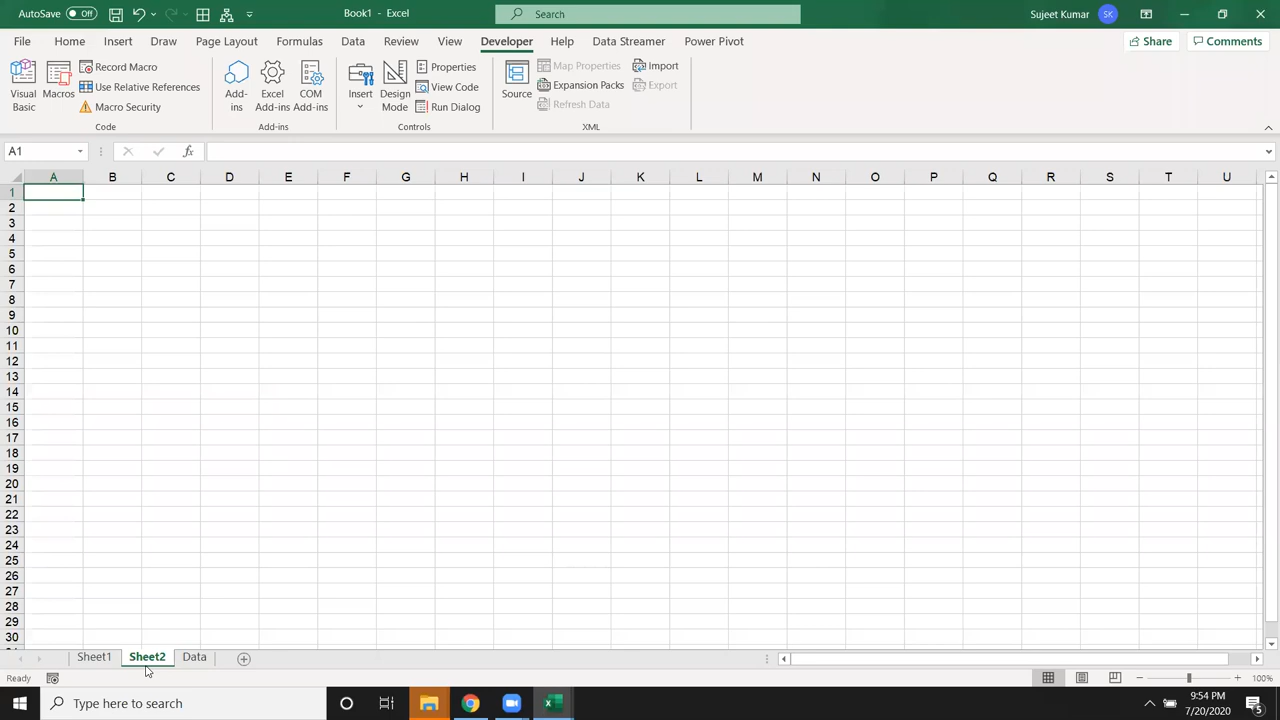 AutoSave Off Book1 - Excel Search Sujeet Kumar SK
File Home Insert Draw Page Layout Formulas Data Review View Developer Help Data Streamer Power Pivot Share Comments
Visual Basic Macros Record Macro Use Relative References Macro Security
Add-ins Excel Add-ins COM Add-ins
Insert Design Mode Properties View Code Run Dialog
Source Map Properties Expansion Packs Refresh Data Import Export
Code Add-ins Controls XML
A1 fx
A B C D E F G H I J K L M N O P Q R S T U
1
2
3
4
5
6
7
8
9
10
11
12
13
14
15
16
17
18
19
20
21
22
23
24
25
26
27
28
29
30
Sheet1 Sheet2 Data
Ready 100%
Type here to search 9:54 PM
7/20/2020 5